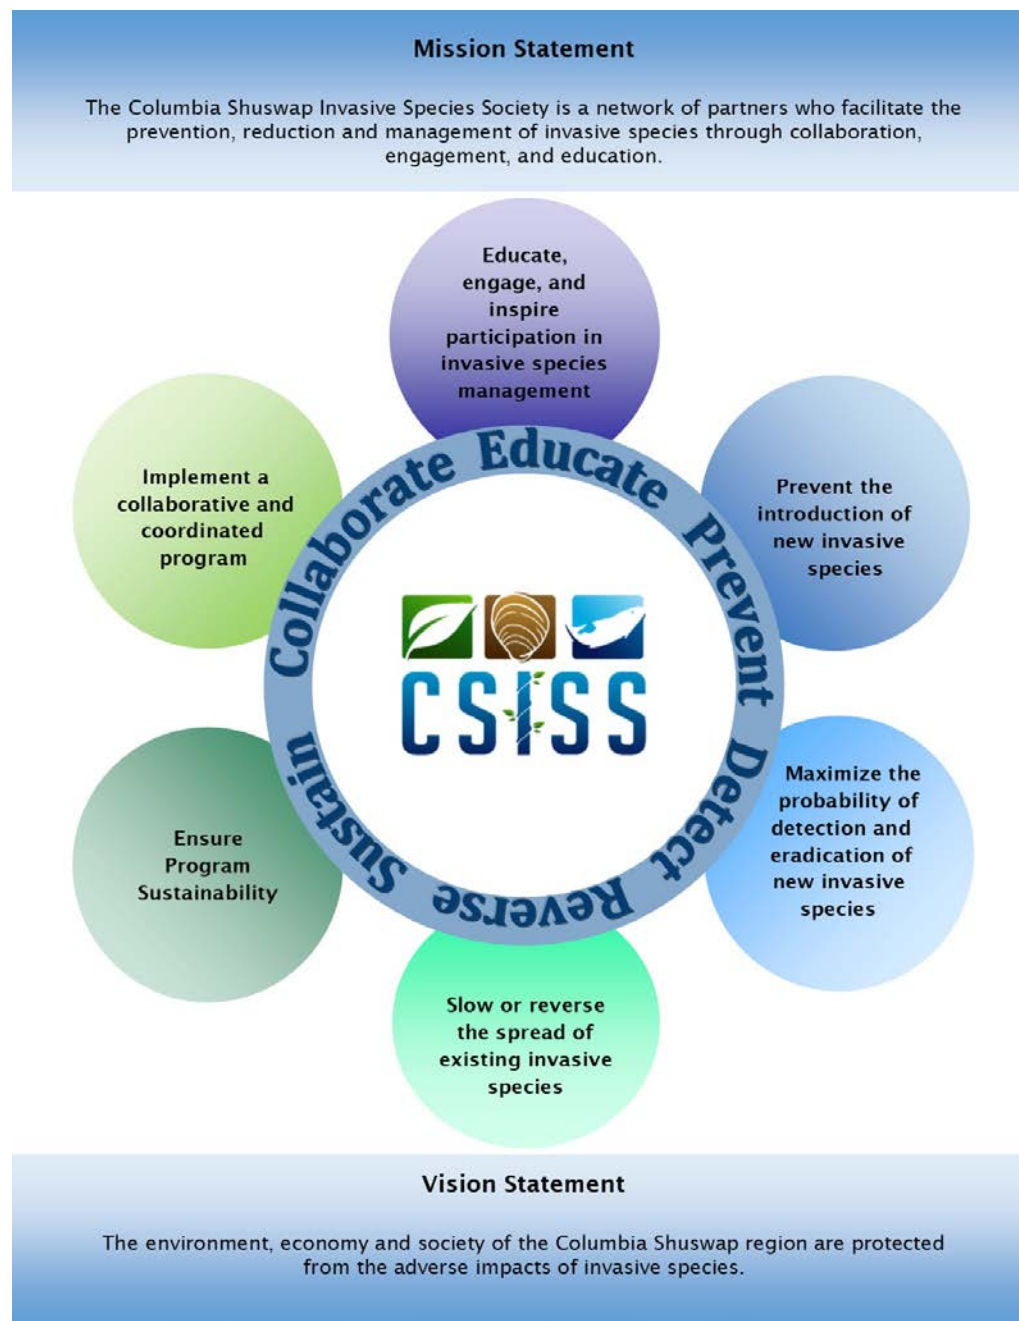 Mission Statement
The Columbia Shuswap Invasive Species Society is a network of partners who facilitate the
prevention, reduction and management of invasive species through collaboration,
engagement, and education.
Educate,
engage, and
inspire
participation in
invasive species
management
Implement a
collaborative and
coordinated
program
Prevent the
introduction of
new invasive
species
Collaborate Educate Prevent Detect Reverse Sustain
CSISS
Ensure
Program
Sustainability
Maximize the
probability of
detection and
eradication of
new invasive
species
Slow or reverse
the spread of
existing invasive
species
Vision Statement
The environment, economy and society of the Columbia Shuswap region are protected
from the adverse impacts of invasive species.